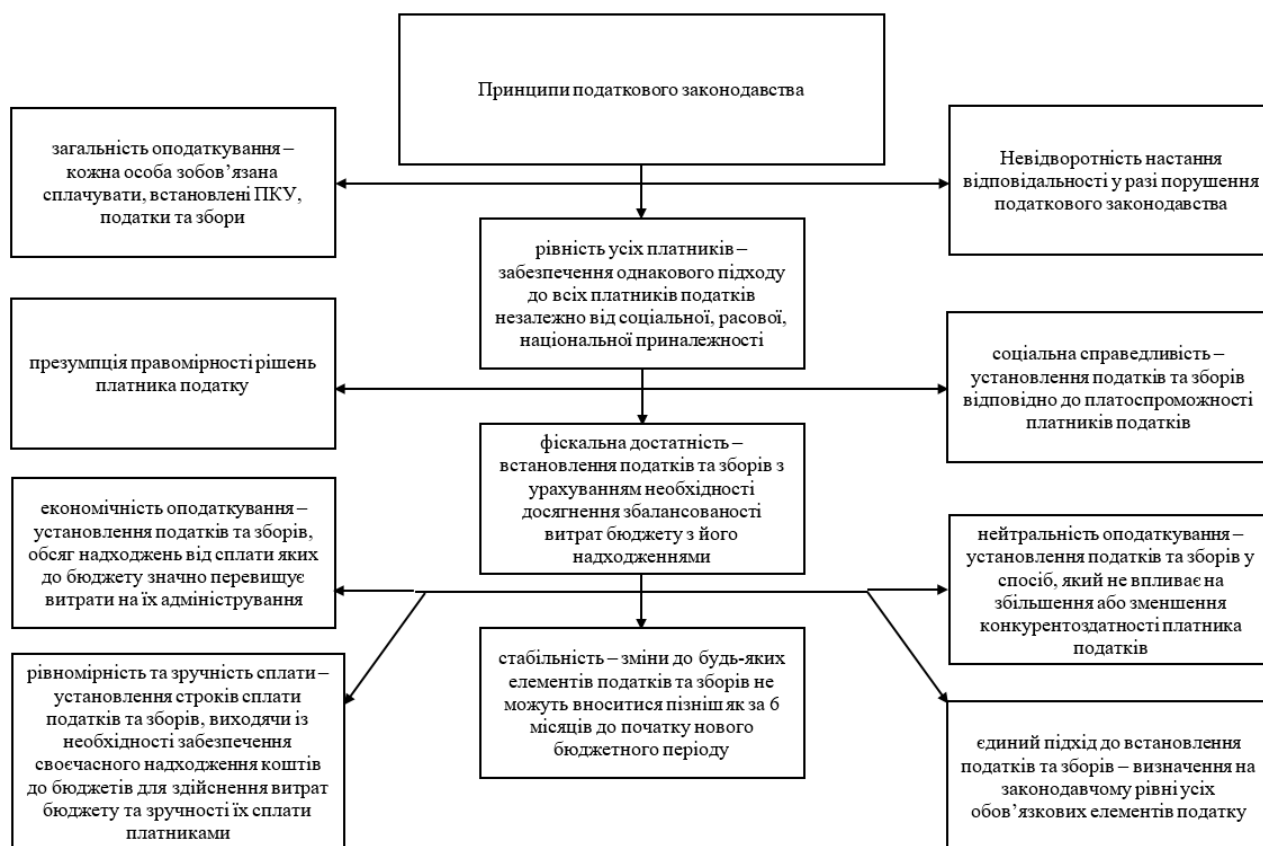 Принципи податкового законодавства
загальність оподаткування –
кожна особа зобов’язана
сплачувати, встановлені ПКУ,
податки та збори
Невідворотність настання
відповідальності у разі порушення
податкового законодавства
рівність усіх платників –
забезпечення однакового підходу
до всіх платників податків
незалежно від соціальної, расової,
національної приналежності
презумпція правомірності рішень
платника податку
соціальна справедливість –
установлення податків та зборів
відповідно до платоспроможності
платників податків
фіскальна достатність –
встановлення податків та зборів з
урахуванням необхідності
досягнення збалансованості
витрат бюджету з його
надходженнями
економічність оподаткування –
установлення податків та зборів,
обсяг надходжень від сплати яких
до бюджету значно перевищує
витрати на їх адміністрування
нейтральність оподаткування –
установлення податків та зборів у
спосіб, який не впливає на
збільшення або зменшення
конкурентоздатності платника
податків
рівномірність та зручність сплати –
установлення строків сплати
податків та зборів, виходячи із
необхідності забезпечення
своєчасного надходження коштів
до бюджетів для здійснення витрат
бюджету та зручності їх сплати
платниками
стабільність – зміни до будь-яких
елементів податків та зборів не
можуть вноситися пізніш як за 6
місяців до початку нового
бюджетного періоду
єдиний підхід до встановлення
податків та зборів – визначення на
законодавчому рівні усіх
обов’язкових елементів податку